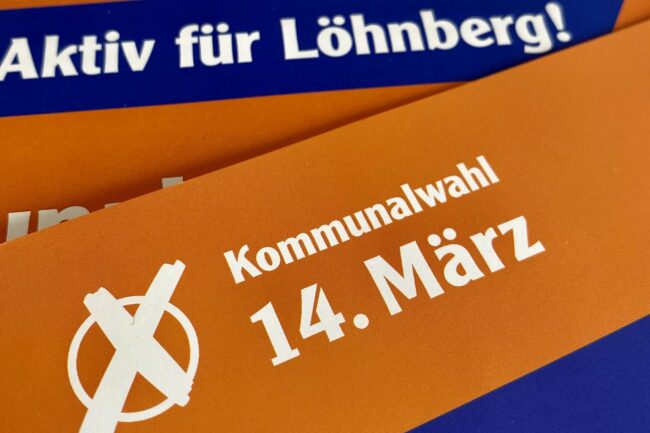 Aktiv für Löhnberg!
Kommunalwahl
14. März